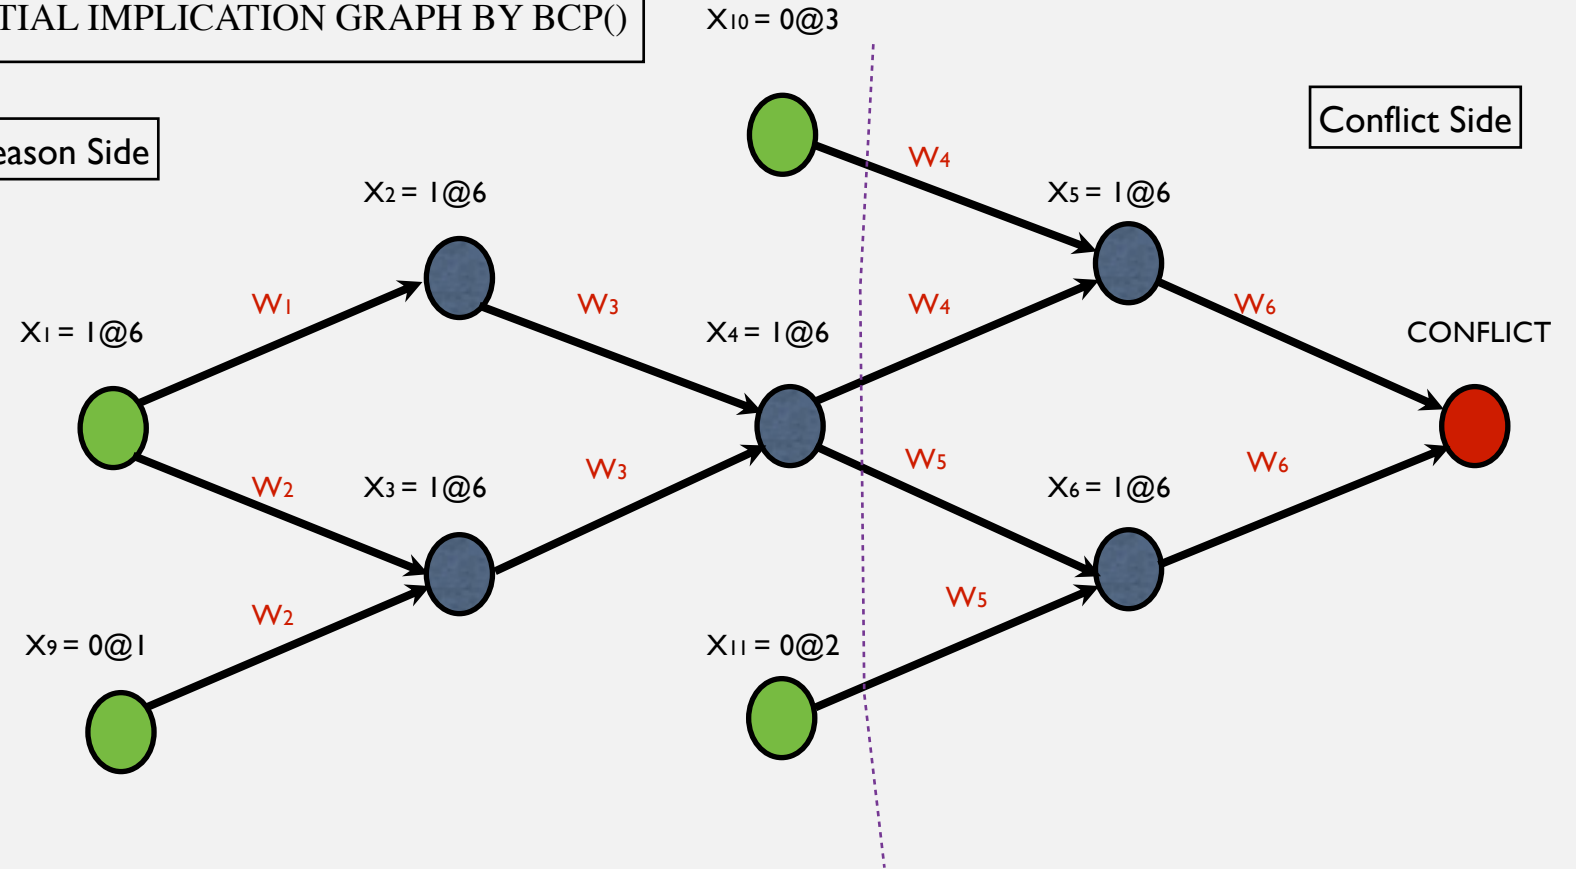 TIAL IMPLICATION GRAPH BY BCP()
X10 = 0@3
Conflict Side
eason Side
W4
X2 = 1@6
X5 = 1@6
W1
W3
W4
W6
X1 = 1@6
X4 = 1@6
CONFLICT
W2
X3 = 1@6
W3
W5
X6 = 1@6
W6
W2
W5
X9 = 0@1
X11 = 0@2